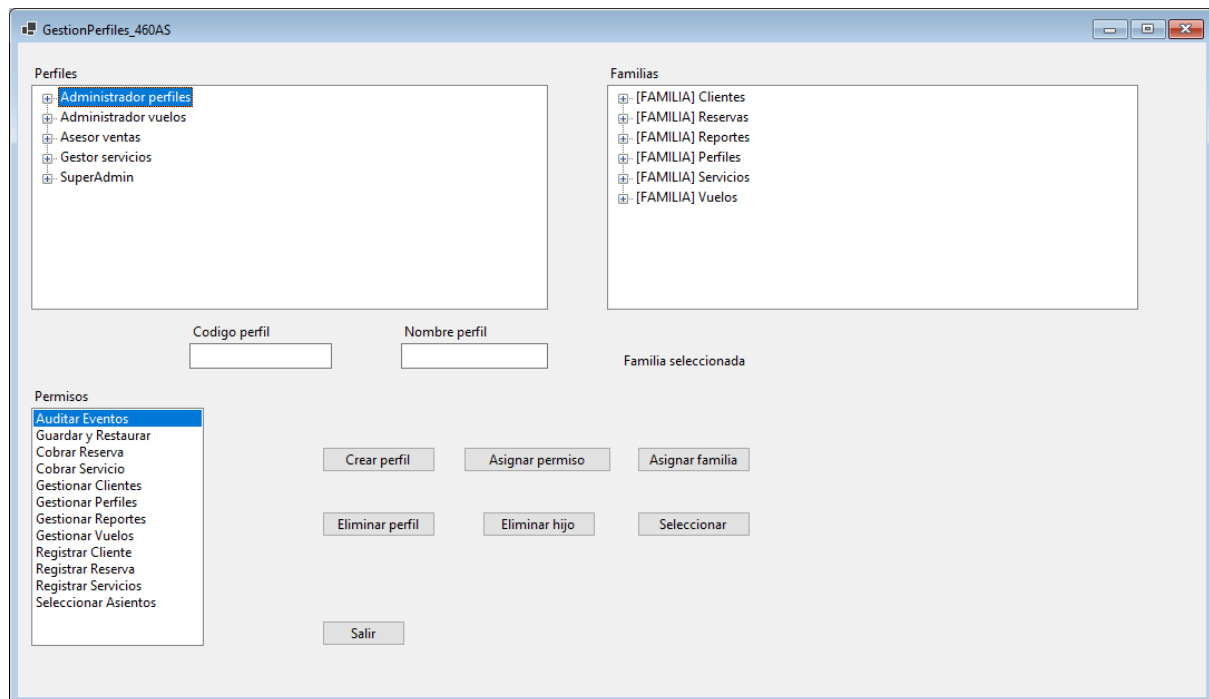 GestionPerfiles_460AS
Perfiles
Administrador perfiles
Administrador vuelos
Asesor ventas
Gestor servicios
SuperAdmin
Familias
[FAMILIA] Clientes
[FAMILIA] Reservas
[FAMILIA] Reportes
[FAMILIA] Perfiles
[FAMILIA] Servicios
[FAMILIA] Vuelos
Codigo perfil
Nombre perfil
Familia seleccionada
Permisos
Auditar Eventos
Guardar y Restaurar
Cobrar Reserva
Cobrar Servicio
Gestionar Clientes
Gestionar Perfiles
Gestionar Reportes
Gestionar Vuelos
Registrar Cliente
Registrar Reserva
Registrar Servicios
Seleccionar Asientos
Crear perfil
Asignar permiso
Asignar familia
Eliminar perfil
Eliminar hijo
Seleccionar
Salir